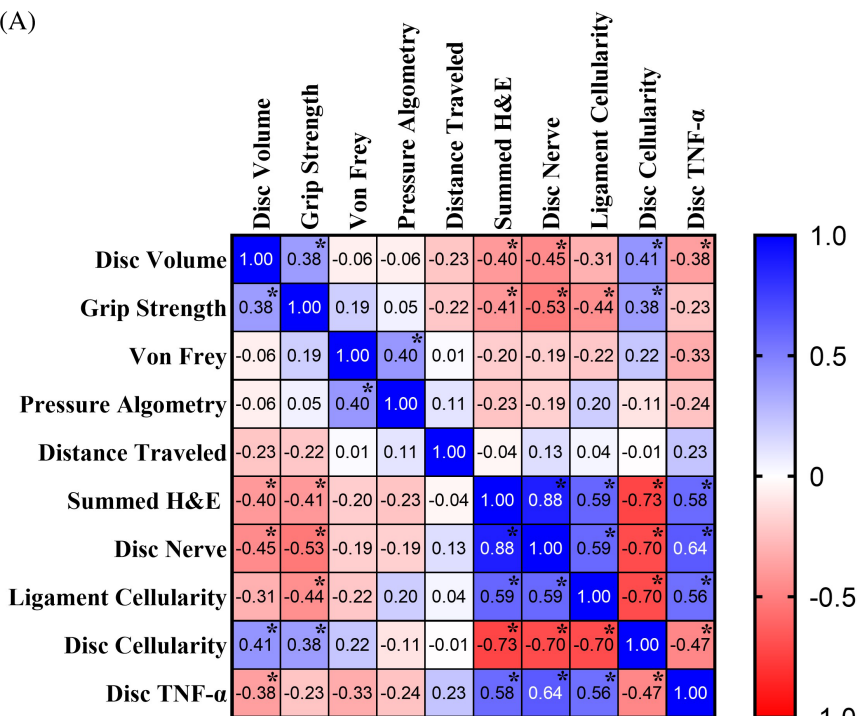 (A)
Disc Volume
Grip Strength
Von Frey
Pressure Algometry
Distance Traveled
Summed H&E
Disc Nerve
Ligament Cellularity
Disc Cellularity
Disc TNF-α
Disc Volume 1.00 0.38* -0.06 -0.06 -0.23 -0.40* -0.45* -0.31 0.41* -0.38*
Grip Strength 0.38* 1.00 0.19 0.05 -0.22 -0.41* -0.53* -0.44* 0.38* -0.23
Von Frey -0.06 0.19 1.00 0.40* 0.01 -0.20 -0.19 -0.22 0.22 -0.33
Pressure Algometry -0.06 0.05 0.40* 1.00 0.11 -0.23 -0.19 0.20 -0.11 -0.24
Distance Traveled -0.23 -0.22 0.01 0.11 1.00 -0.04 0.13 0.04 -0.01 0.23
Summed H&E -0.40* -0.41* -0.20 -0.23 -0.04 1.00 0.88* 0.59* -0.73* 0.58*
Disc Nerve -0.45* -0.53* -0.19 -0.19 0.13 0.88* 1.00 0.59* -0.70* 0.64*
Ligament Cellularity -0.31 -0.44* -0.22 0.20 0.04 0.59* 0.59* 1.00 -0.70* 0.56*
Disc Cellularity 0.41* 0.38* 0.22 -0.11 -0.01 -0.73* -0.70* -0.70* 1.00 -0.47*
Disc TNF-α -0.38* -0.23 -0.33 -0.24 0.23 0.58* 0.64* 0.56* -0.47* 1.00
1.0
0.5
0
-0.5
-1.0